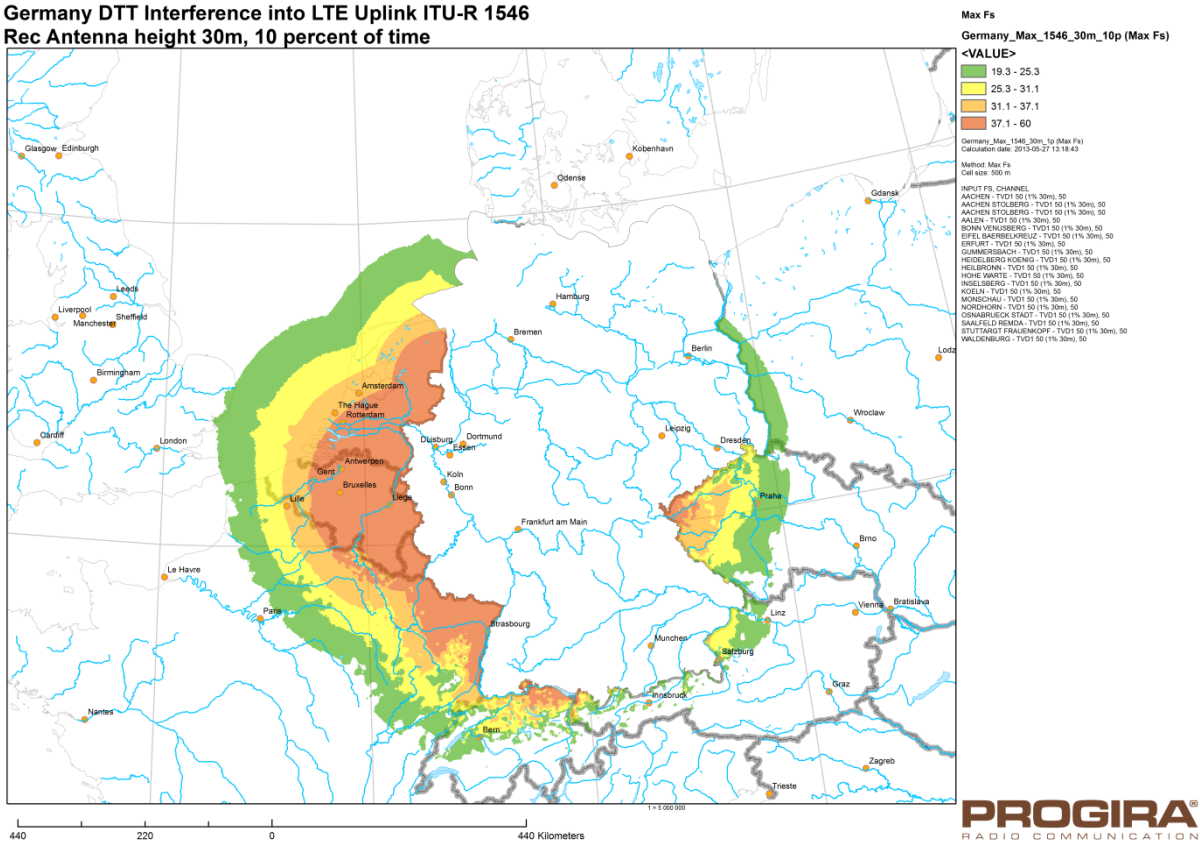 Germany DTT Interference into LTE Uplink ITU-R 1546
Rec Antenna height 30m, 10 percent of time
Max Fs
Germany_Max_1546_30m_10p (Max Fs)
<VALUE>
19.3 - 25.3
25.3 - 31.1
31.1 - 37.1
37.1 - 60
Germany_Max_1546_30m_1p (Max Fs)
Calculation date: 2013-05-27 13:18:43
Method: Max Fs
Cell size: 500 m
INPUT FS, CHANNEL
AACHEN - TVD1 50 (1% 30m), 50
AACHEN STOLBERG - TVD1 50 (1% 30m), 50
AACHEN STOLBERG - TVD1 50 (1% 30m), 50
AALEN - TVD1 50 (1% 30m), 50
BONN VENUSBERG - TVD1 50 (1% 30m), 50
EIFEL BAERBELKREUZ - TVD1 50 (1% 30m), 50
ERFURT - TVD1 50 (1% 30m), 50
GUMMERSBACH - TVD1 50 (1% 30m), 50
HEIDELBERG KOENIG - TVD1 50 (1% 30m), 50
HEILBRONN - TVD1 50 (1% 30m), 50
HOHE WARTE - TVD1 50 (1% 30m), 50
INSELSBERG - TVD1 50 (1% 30m), 50
KOELN - TVD1 50 (1% 30m), 50
MONSCHAU - TVD1 50 (1% 30m), 50
NORDHORN - TVD1 50 (1% 30m), 50
OSNABRUECK STADT - TVD1 50 (1% 30m), 50
SAALFELD REMDA - TVD1 50 (1% 30m), 50
STUTTARGT FRAUENKOPF - TVD1 50 (1% 30m), 50
WALDENBURG - TVD1 50 (1% 30m), 50
Glasgow
Edinburgh
Kobenhavn
Odense
Gdansk
Leeds
Liverpool
Manchester
Sheffield
Hamburg
Bremen
Berlin
Lodz
Birmingham
Amsterdam
The Hague
Rotterdam
Wroclaw
Cardiff
London
Duisburg
Dortmund
Essen
Leipzig
Dresden
Antwerpen
Gent
Bruxelles
Koln
Bonn
Lille
Liege
Praha
Frankfurt am Main
Brno
Le Havre
Paris
Strasbourg
Linz
Vienna
Bratislava
Munchen
Salzburg
Innsbruck
Graz
Nantes
Bern
Zagreb
Trieste
1 = 5 000 000
440
220
0
440 Kilometers
PROGIRA®
RADIO COMMUNICATION